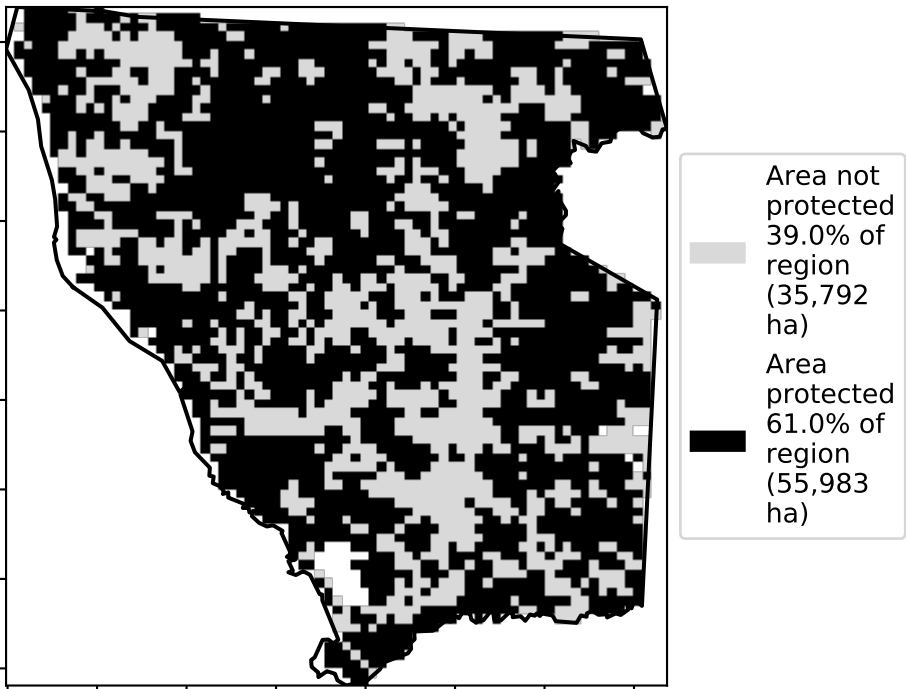 Area not
protected
39.0% of
region
(35,792
ha)
Area
protected
61.0% of
region
(55,983
ha)